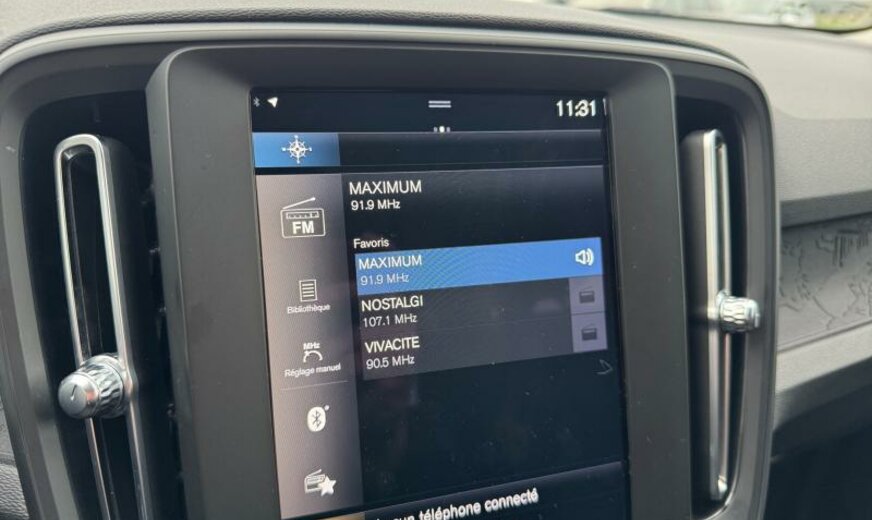 11:31
MAXIMUM
91.9 MHz
FM
Favoris
MAXIMUM
91.9 MHz
NOSTALGI
107.1 MHz
Bibliothèque
VIVACITE
90.5 MHz
MHz
Réglage manuel
téléphone connecté